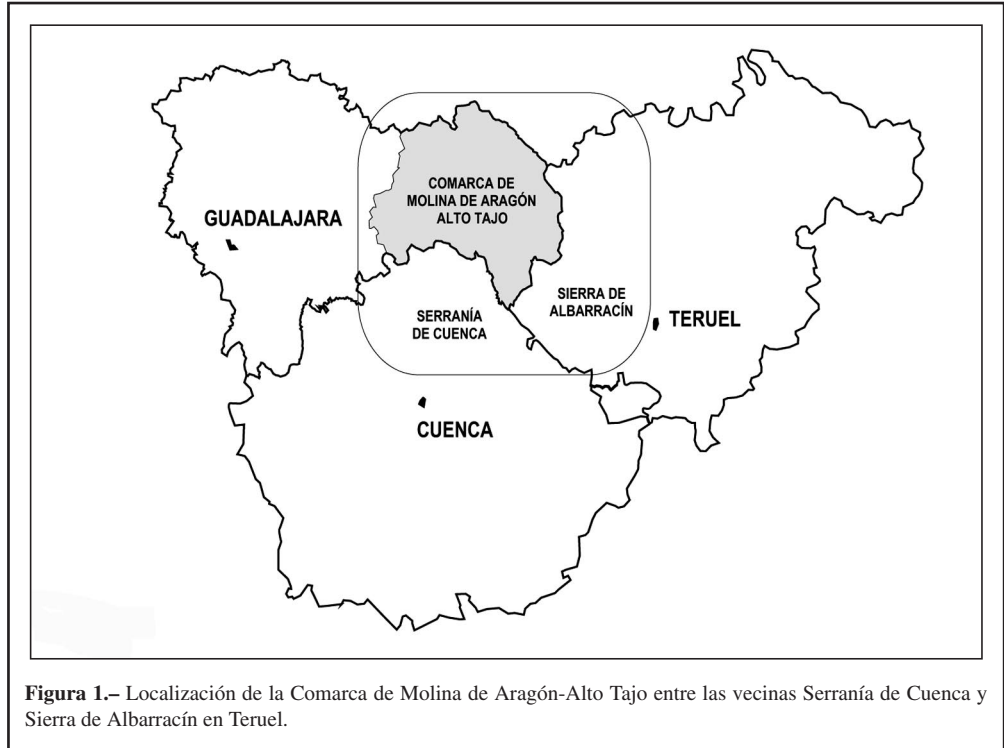 COMARCA DE
MOLINA DE ARAGÓN
ALTO TAJO
GUADALAJARA
SIERRA DE
ALBARRACÍN
SERRANÍA
DE CUENCA
TERUEL
CUENCA
Figura 1.– Localización de la Comarca de Molina de Aragón-Alto Tajo entre las vecinas Serranía de Cuenca y
Sierra de Albarracín en Teruel.